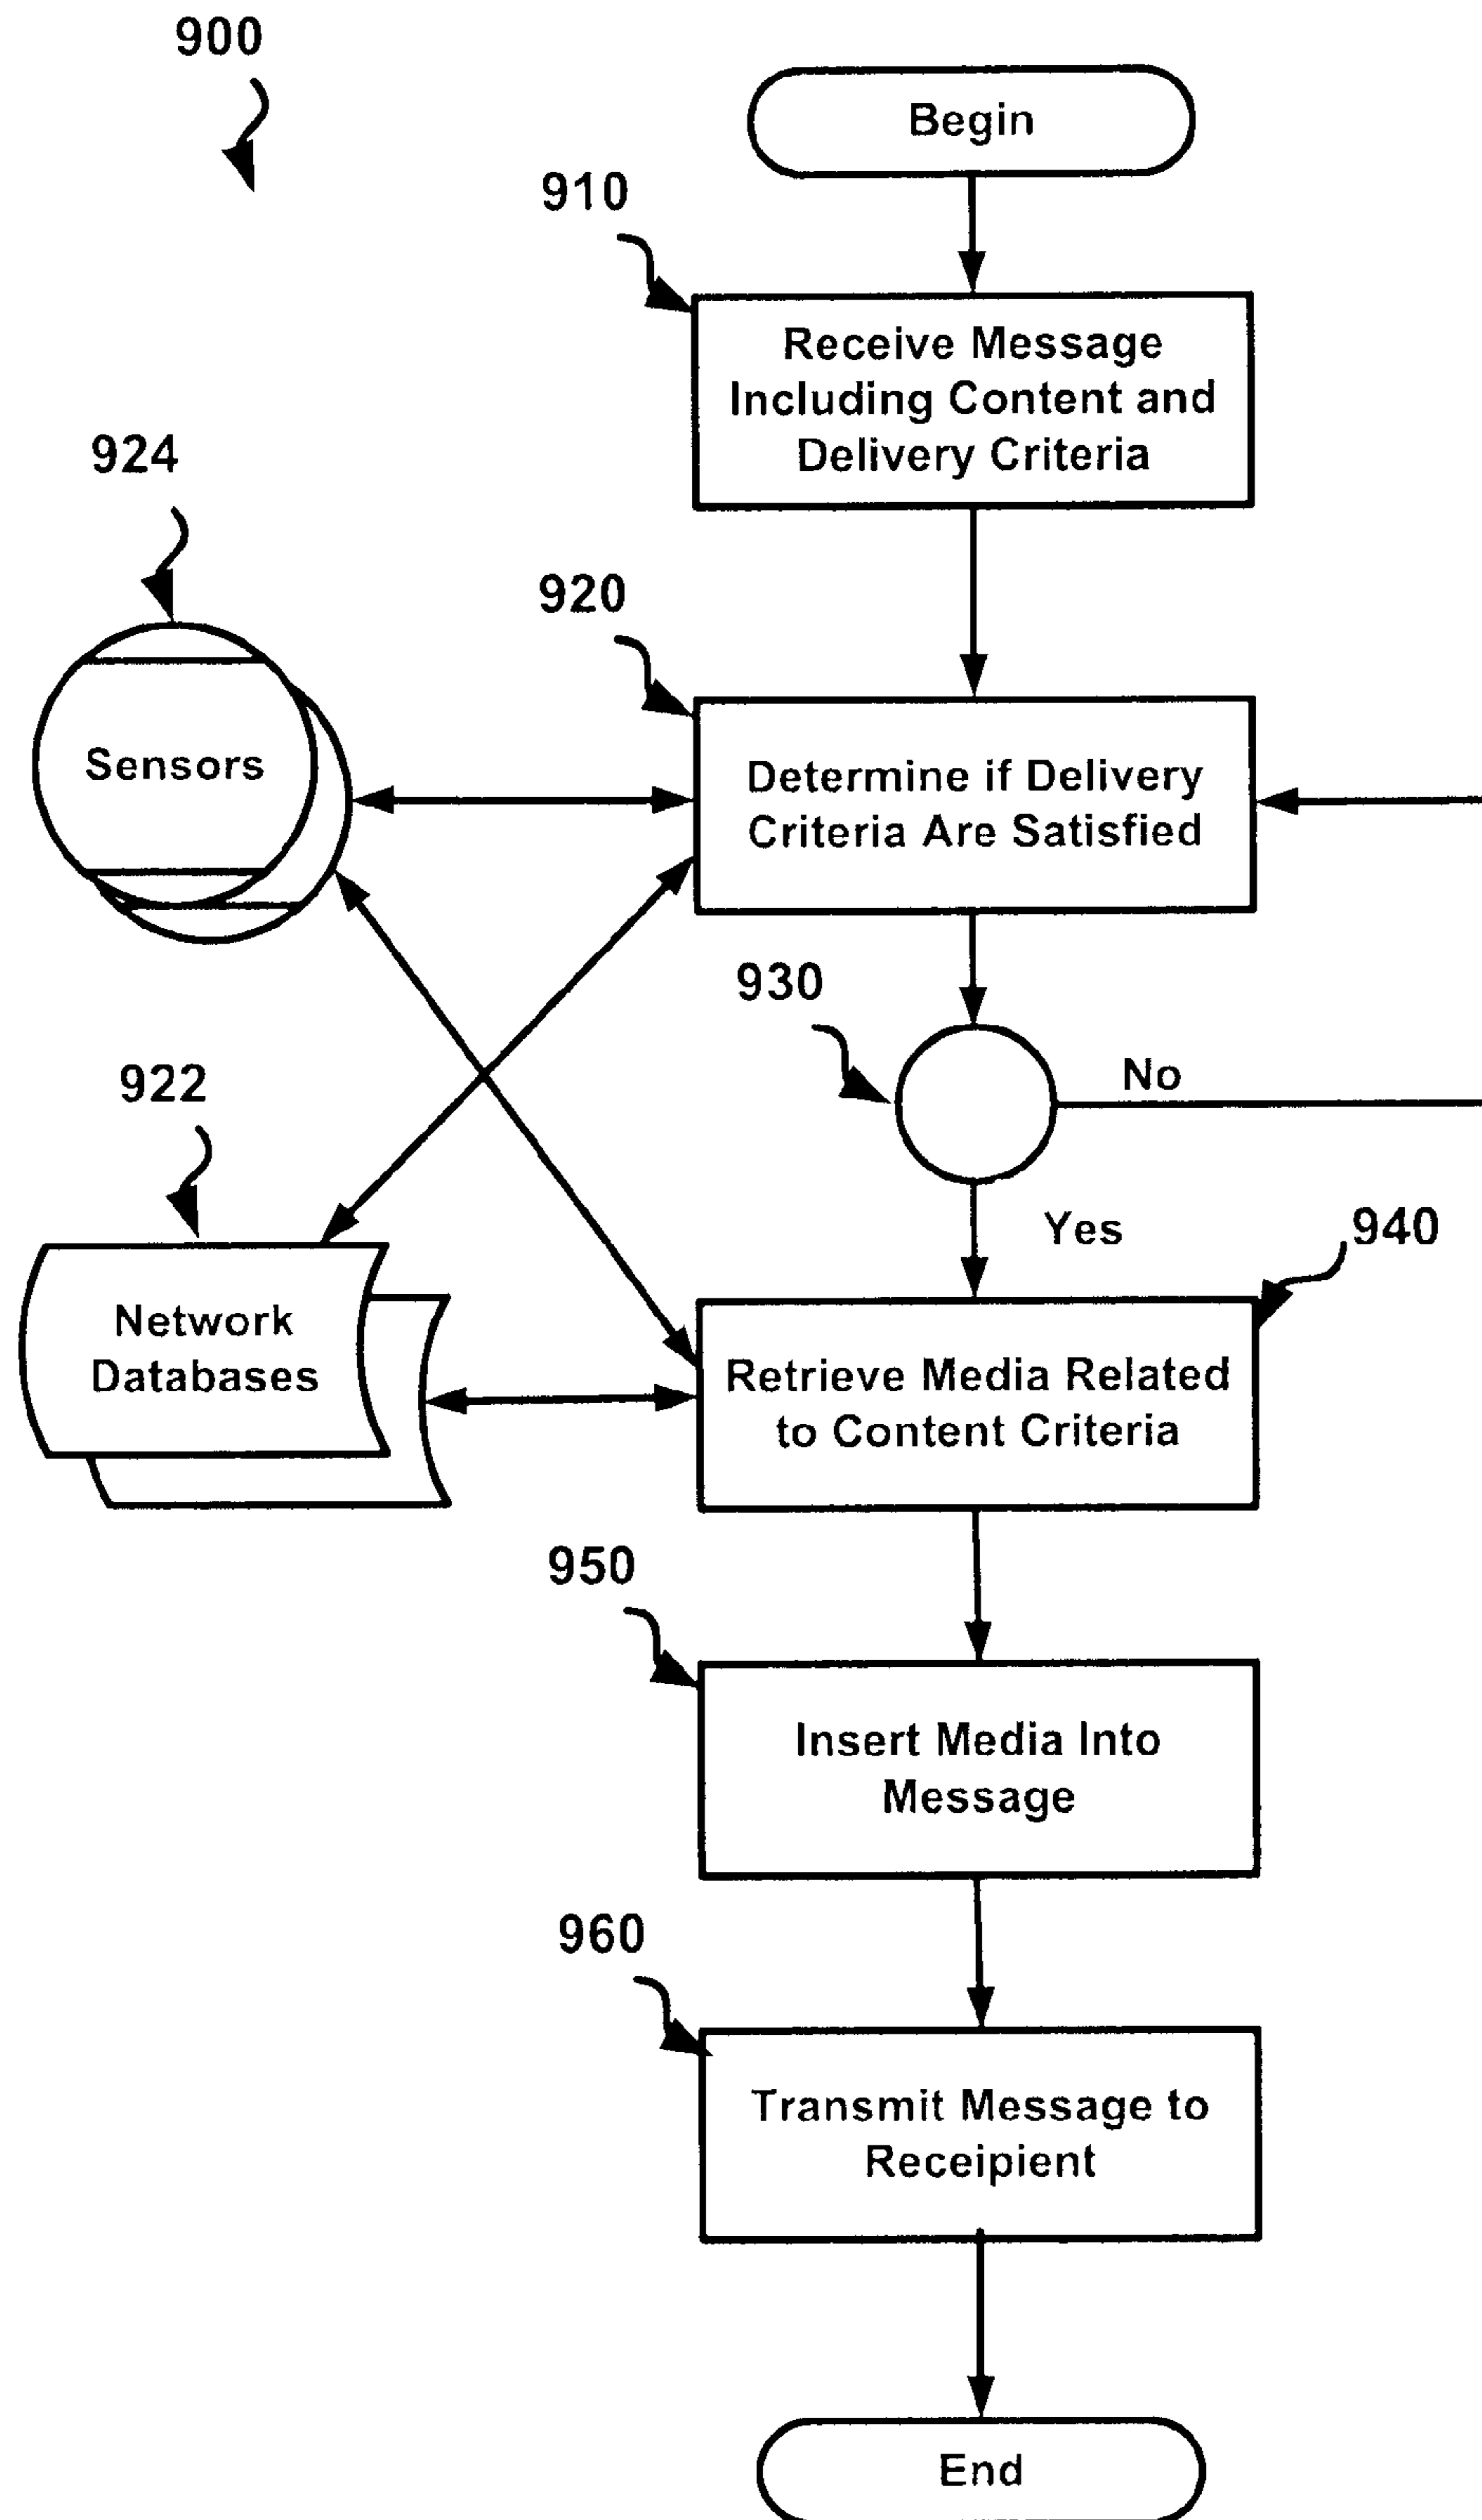 900
Begin
910
Receive Message
Including Content and
Delivery Criteria
924
920
Sensors
Determine if Delivery
Criteria Are Satisfied
930
No
922
Yes
940
Network
Databases
Retrieve Media Related
to Content Criteria
950
Insert Media Into
Message
960
Transmit Message to
Receipient
End